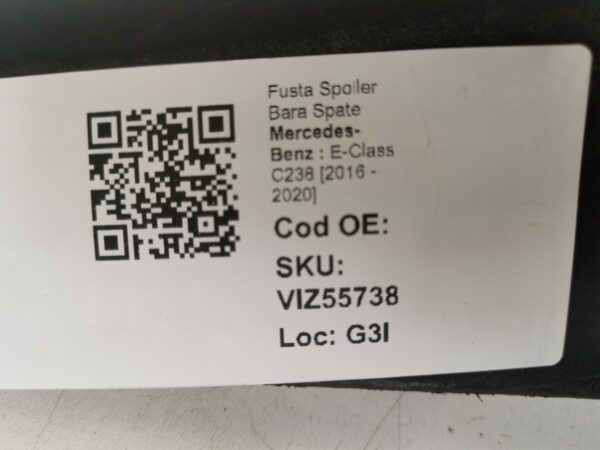 Fusta Spoiler
Bara Spate
Mercedes-
Benz : E-Class
C238 [2016 -
2020]
Cod OE:
SKU:
VIZ55738
Loc: G3I